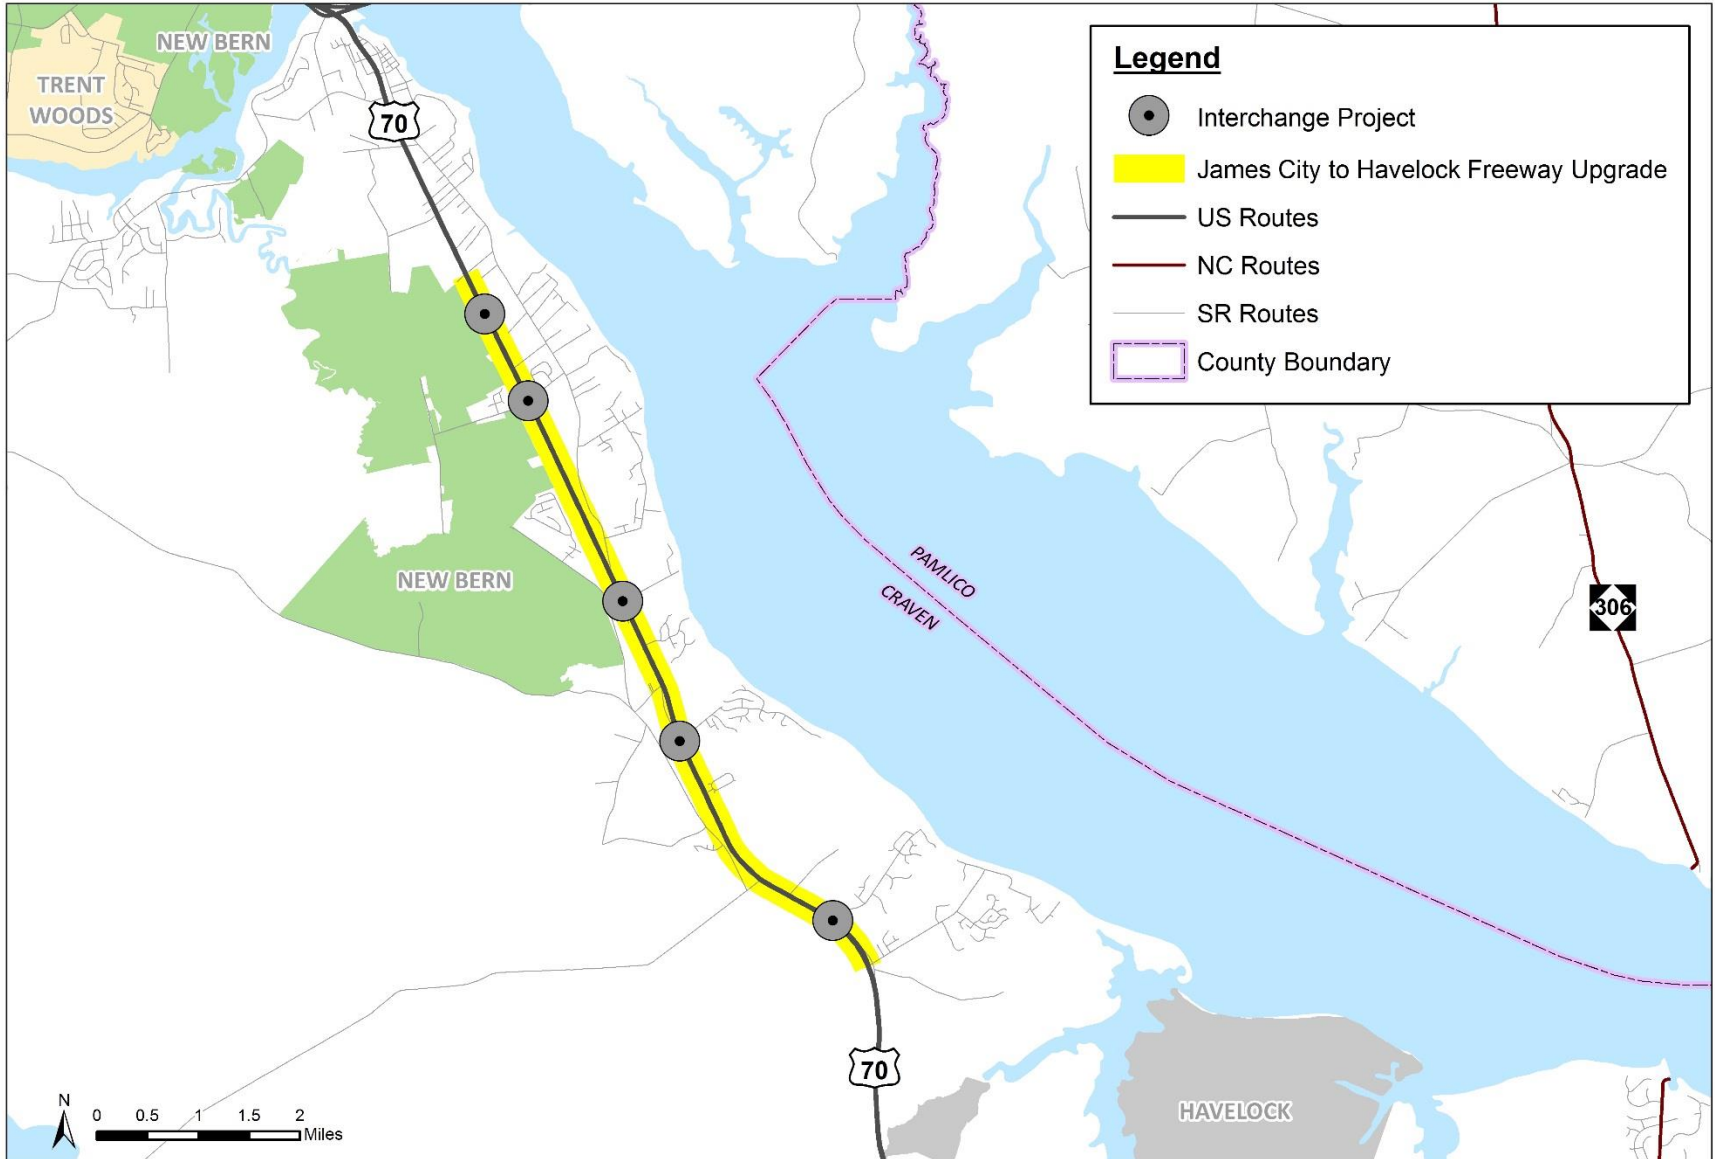 NEW BERN
TRENT
WOODS
70
Legend
Interchange Project
James City to Havelock Freeway Upgrade
US Routes
NC Routes
SR Routes
County Boundary
NEW BERN
PAMLICO
CRAVEN
306
70
HAVELOCK
N
0 0.5 1 1.5 2
Miles